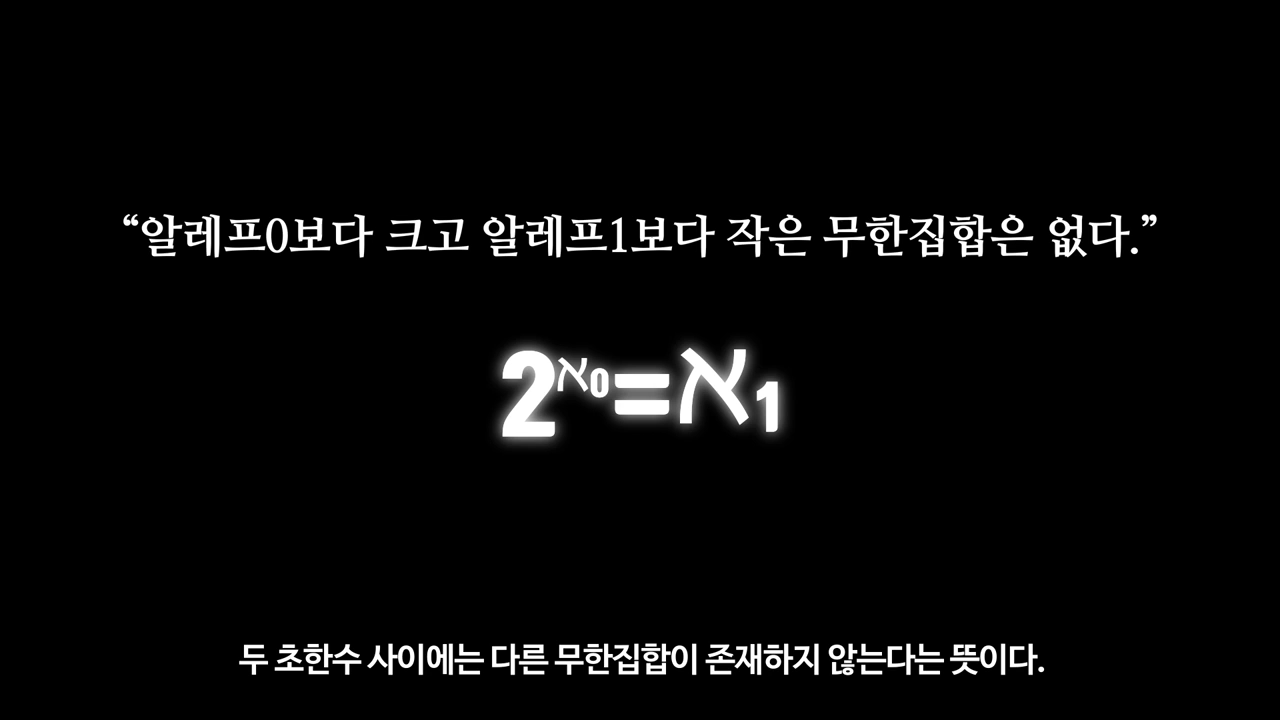 “알레프0보다 크고 알레프1보다 작은 무한집합은 없다.”
2^ℵ0=ℵ1
두 초한수 사이에는 다른 무한집합이 존재하지 않는다는 뜻이다.